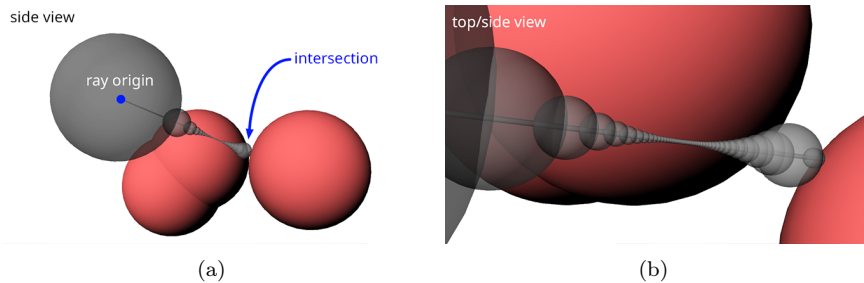 side view
ray origin
intersection
top/side view
(a)
(b)